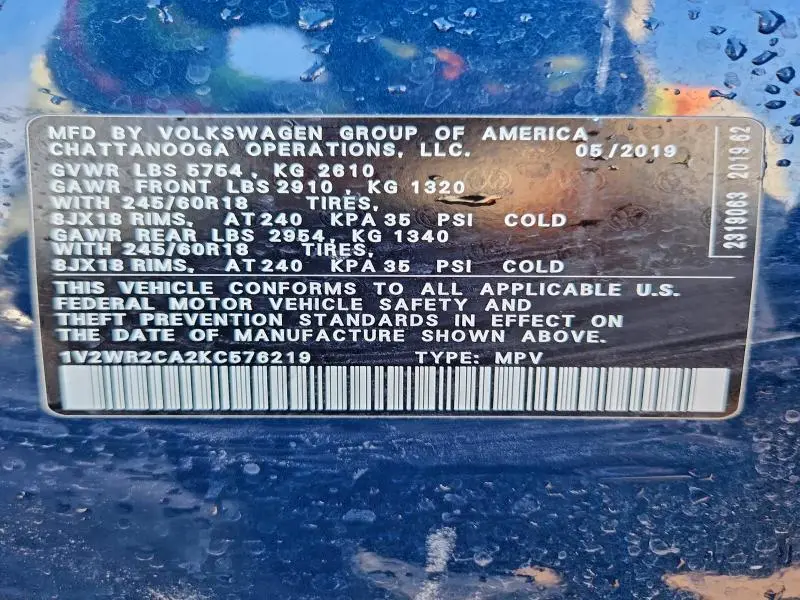 MFD BY VOLKSWAGEN GROUP OF AMERICA
CHATTANOOGA OPERATIONS, LLC. 05/2019
GVWR LBS 5754 , KG 2610
GAWR FRONT LBS 2910 , KG 1320
WITH 245/60R18 TIRES,
8JX18 RIMS, AT 240 KPA 35 PSI COLD
GAWR REAR LBS 2954 , KG 1340
WITH 245/60R18 TIRES,
8JX18 RIMS, AT 240 KPA 35 PSI COLD
THIS VEHICLE CONFORMS TO ALL APPLICABLE U.S.
FEDERAL MOTOR VEHICLE SAFETY AND
THEFT PREVENTION STANDARDS IN EFFECT ON
THE DATE OF MANUFACTURE SHOWN ABOVE.
1V2WR2CA2KC576219 TYPE: MPV
2319063 2019 62